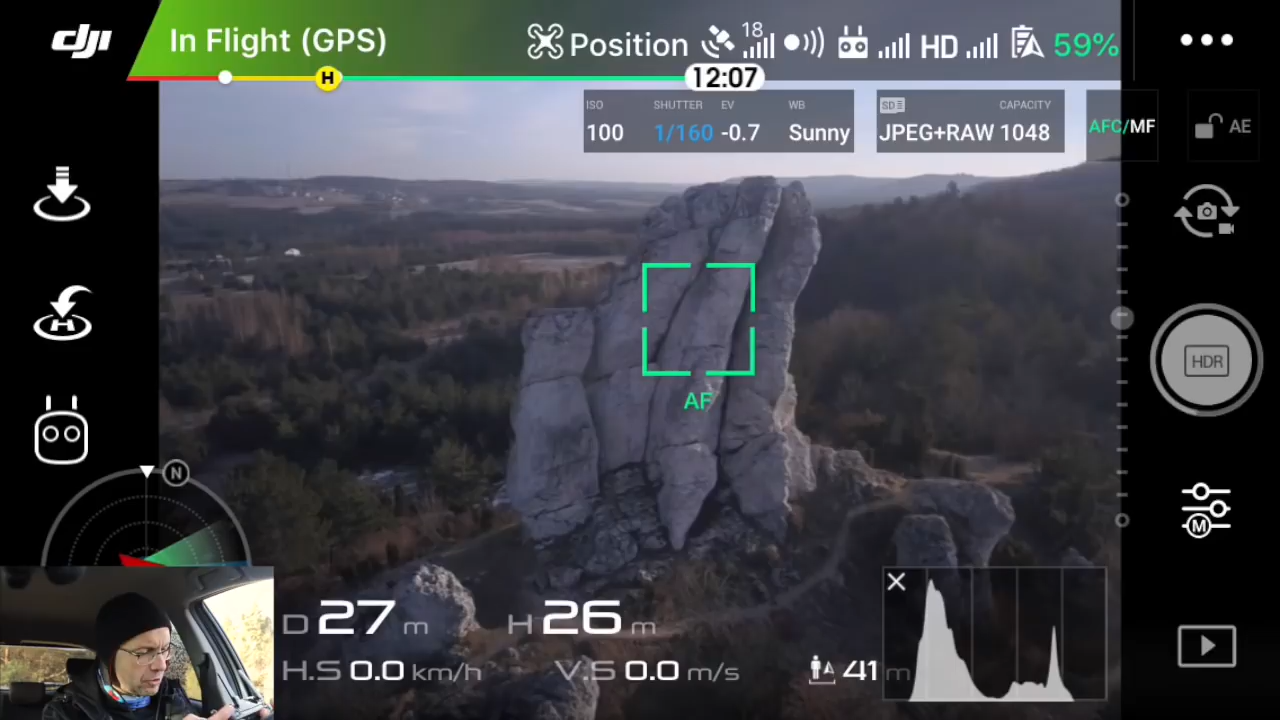 dji In Flight (GPS) Position 18 HD 59%
H 12:07
ISO SHUTTER EV WB SD CAPACITY
100 1/160 -0.7 Sunny JPEG+RAW 1048 AFC/MF AE
HDR
AF
N
M
D 27 m H 26 m
H.S 0.0 km/h V.S 0.0 m/s 41 m